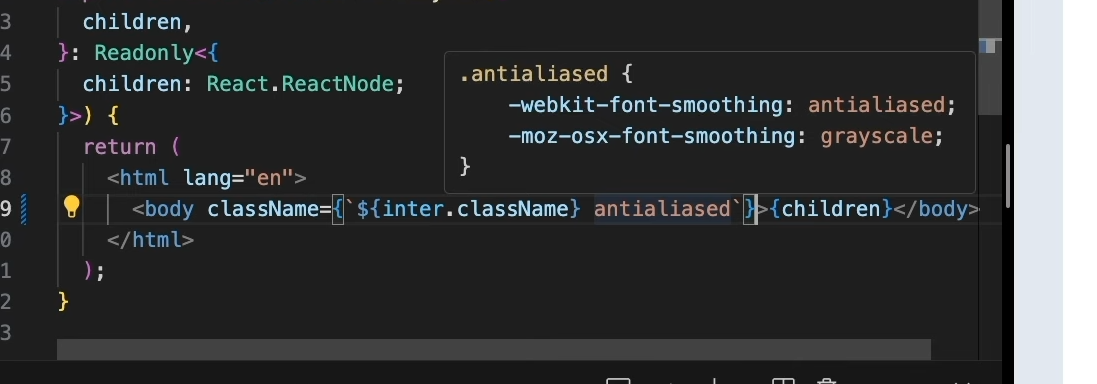 3 children,
4 }: Readonly<{
5 children: React.ReactNode;
6 }>) {
7 return (
8 <html lang="en">
9 <body className={`${inter.className} antialiased`}>{children}</body>
0 </html>
1 );
2 }
3
.antialiased {
-webkit-font-smoothing: antialiased;
-moz-osx-font-smoothing: grayscale;
}